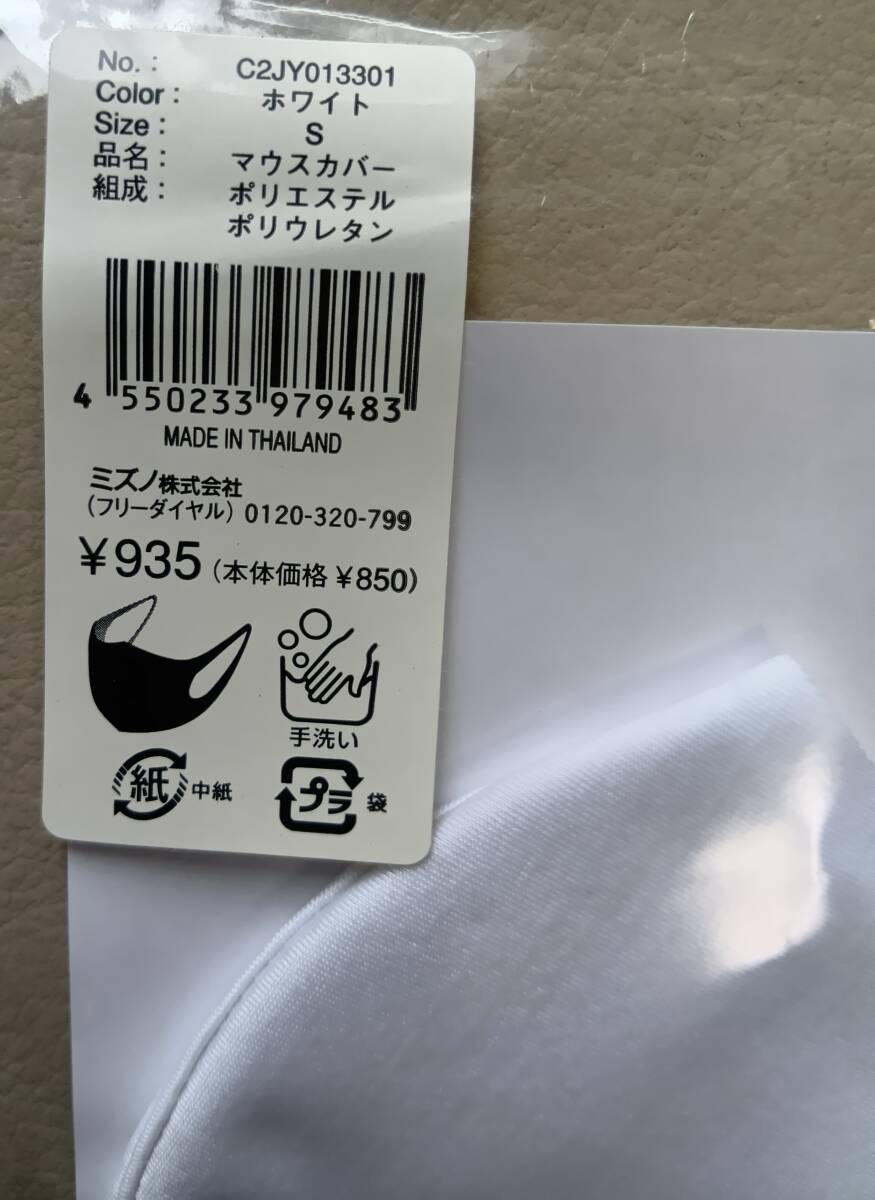 No. : C2JY013301
Color : ホワイト
Size : S
品名 : マウスカバー
組成 : ポリエステル
ポリウレタン
4 550233 979483
MADE IN THAILAND
ミズノ株式会社
(フリーダイヤル) 0120-320-799
¥935 (本体価格 ¥850)
手洗い
紙 中紙
プラ 袋